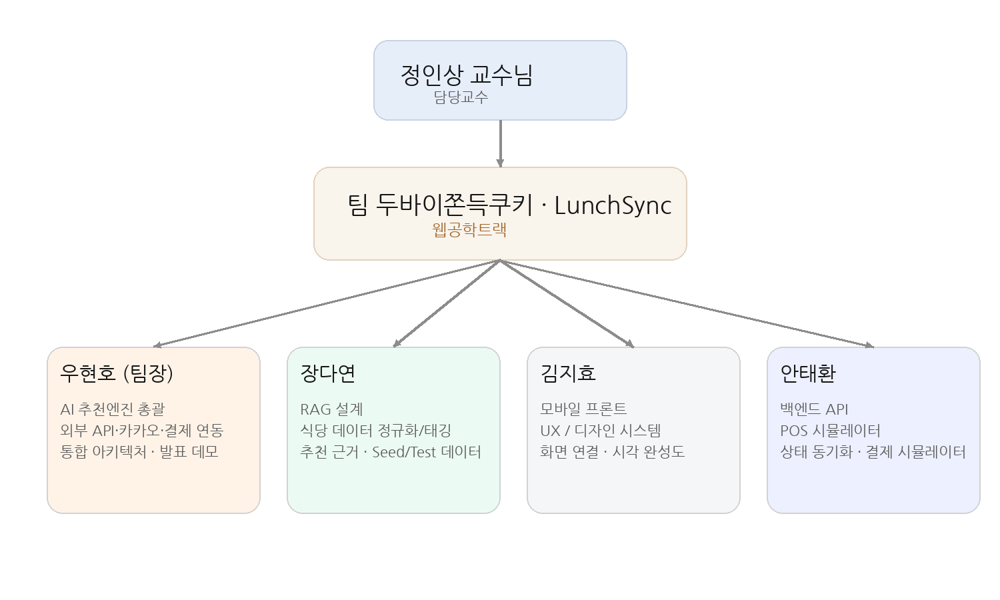 정인상 교수님
담당교수
팀 두바이쫀득쿠키 · LunchSync
웹공학트랙
우현호 (팀장)
AI 추천엔진 총괄
외부 API·카카오·결제 연동
통합 아키텍처 · 발표 데모
장다연
RAG 설계
식당 데이터 정규화/태깅
추천 근거 · Seed/Test 데이터
김지효
모바일 프론트
UX / 디자인 시스템
화면 연결 · 시각 완성도
안태환
백엔드 API
POS 시뮬레이터
상태 동기화 · 결제 시뮬레이터